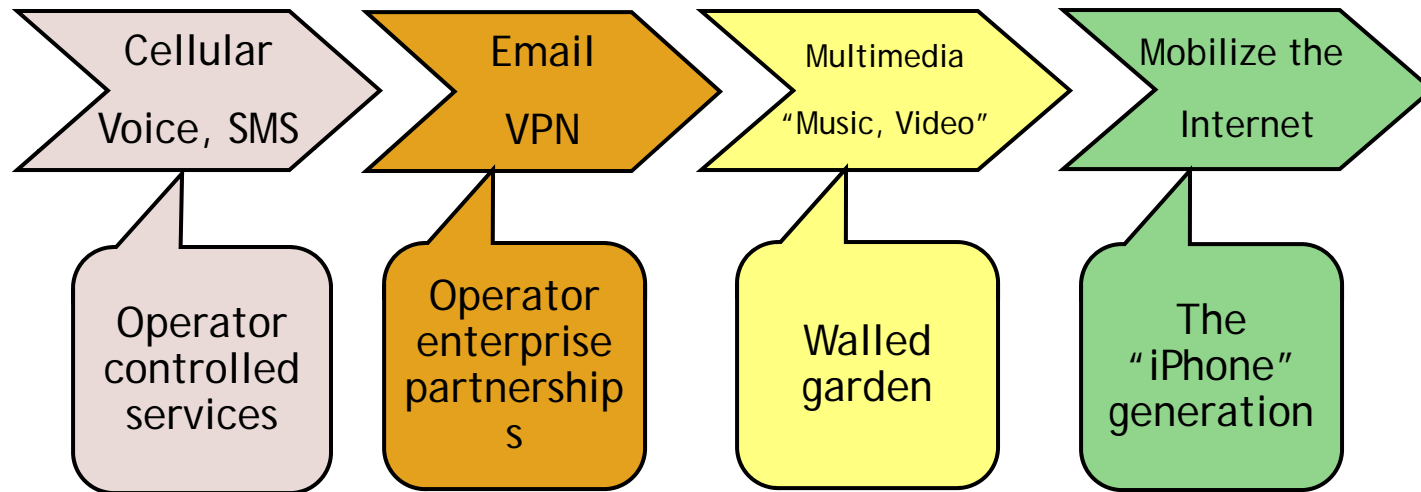 Cellular
Voice, SMS
Email
VPN
Multimedia
"Music, Video"
Mobilize the
Internet
Operator
controlled
services
Operator
enterprise
partnership
s
Walled
garden
The
"iPhone"
generation